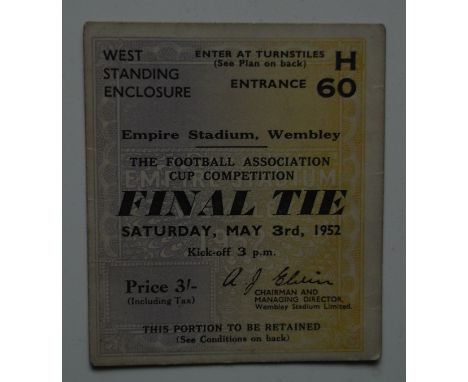 WEST STANDING ENCLOSURE
ENTER AT TURNSTILES
(See Plan on back)
H
ENTRANCE 60
Empire Stadium, Wembley
THE FOOTBALL ASSOCIATION
CUP COMPETITION
FINAL TIE
SATURDAY, MAY 3rd, 1952
Kick-off 3 p.m.
Price 3/-
(Including Tax)
A J Elvin
CHAIRMAN AND
MANAGING DIRECTOR,
Wembley Stadium Limited.
THIS PORTION TO BE RETAINED
(See Conditions on back)